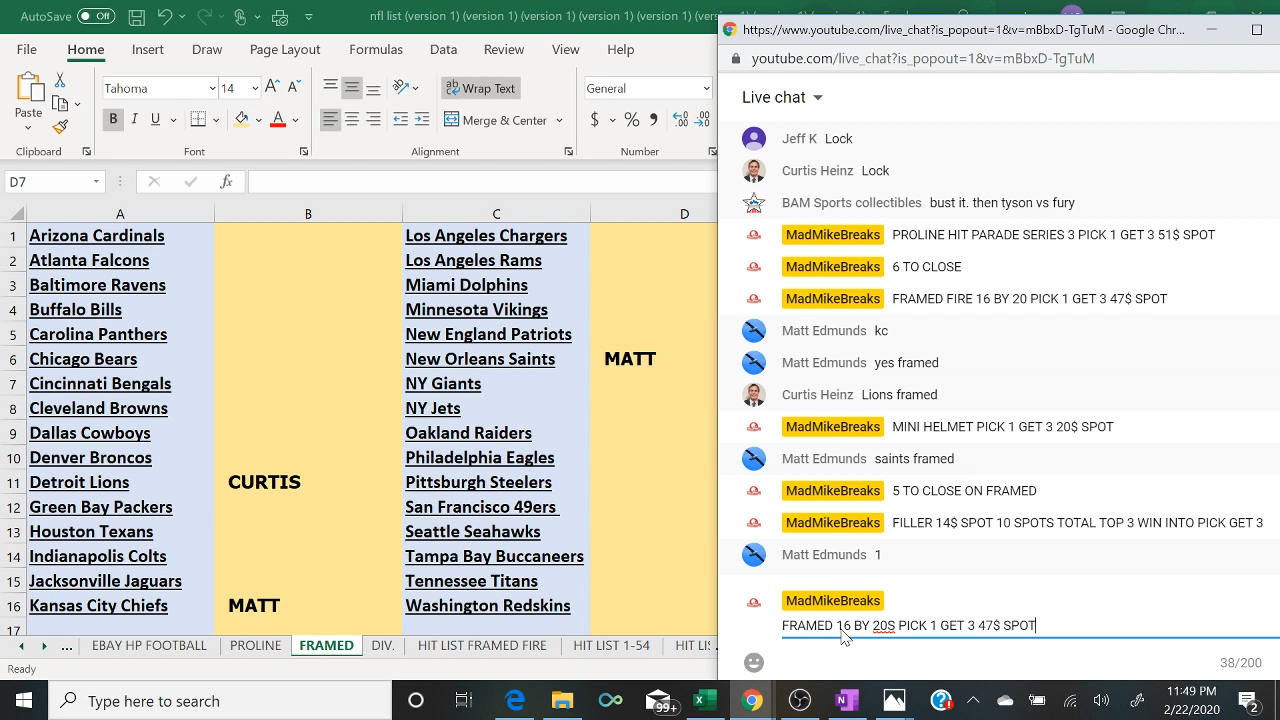 AutoSave Off nfl list (version 1) (version 1) (version 1)
File Home Insert Draw Page Layout Formulas Data Review View Help
Tahoma 14
Wrap Text
General
Paste
B I U
Merge & Center
$ % 9
Clipboard Font Alignment Number
D7 fx
A B C D
1 Arizona Cardinals Los Angeles Chargers
2 Atlanta Falcons Los Angeles Rams
3 Baltimore Ravens Miami Dolphins
4 Buffalo Bills Minnesota Vikings
5 Carolina Panthers New England Patriots
6 Chicago Bears New Orleans Saints MATT
7 Cincinnati Bengals NY Giants
8 Cleveland Browns NY Jets
9 Dallas Cowboys Oakland Raiders
10 Denver Broncos Philadelphia Eagles
11 Detroit Lions CURTIS Pittsburgh Steelers
12 Green Bay Packers San Francisco 49ers
13 Houston Texans Seattle Seahawks
14 Indianapolis Colts Tampa Bay Buccaneers
15 Jacksonville Jaguars Tennessee Titans
16 Kansas City Chiefs MATT Washington Redskins
17
... EBAY HP FOOTBALL PROLINE FRAMED DIV. HIT LIST FRAMED FIRE HIT LIST 1-54 HIT LI: ...
Ready
https://www.youtube.com/live_chat?is_popout=1&v=mBbxD-TgTuM - Google Chr...
youtube.com/live_chat?is_popout=1&v=mBbxD-TgTuM
Live chat
Jeff K Lock
Curtis Heinz Lock
BAM Sports collectibles bust it. then tyson vs fury
MadMikeBreaks PROLINE HIT PARADE SERIES 3 PICK 1 GET 3 51$ SPOT
MadMikeBreaks 6 TO CLOSE
MadMikeBreaks FRAMED FIRE 16 BY 20 PICK 1 GET 3 47$ SPOT
Matt Edmunds kc
Matt Edmunds yes framed
Curtis Heinz Lions framed
MadMikeBreaks MINI HELMET PICK 1 GET 3 20$ SPOT
Matt Edmunds saints framed
MadMikeBreaks 5 TO CLOSE ON FRAMED
MadMikeBreaks FILLER 14$ SPOT 10 SPOTS TOTAL TOP 3 WIN INTO PICK GET 3
Matt Edmunds 1
MadMikeBreaks
FRAMED 16 BY 20S PICK 1 GET 3 47$ SPOT
38/200
Type here to search
99+
11:49 PM
2/22/2020
2